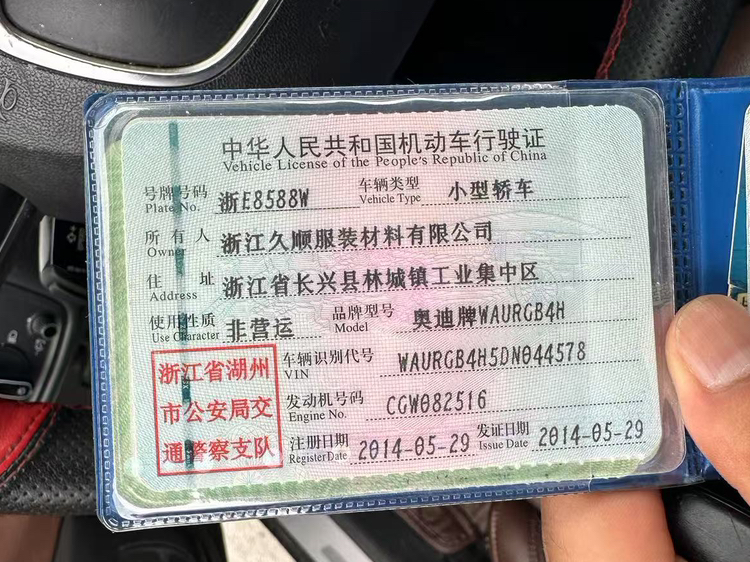 中华人民共和国机动车行驶证
Vehicle License of the People's Republic of China
号牌号码 浙E8588W 车辆类型 小型轿车
Plate No. Vehicle Type
所有人 浙江久顺服装材料有限公司
Owner
住址 浙江省长兴县林城镇工业集中区
Address
使用性质 非营运 品牌型号 奥迪牌WAURGB4H
Use Character Model
浙江省湖州
市公安局交
通警察支队
车辆识别代号 WAURGB4H5DN044578
VIN
发动机号码 CGW082516
Engine No.
注册日期 2014-05-29 发证日期 2014-05-29
Register Date Issue Date